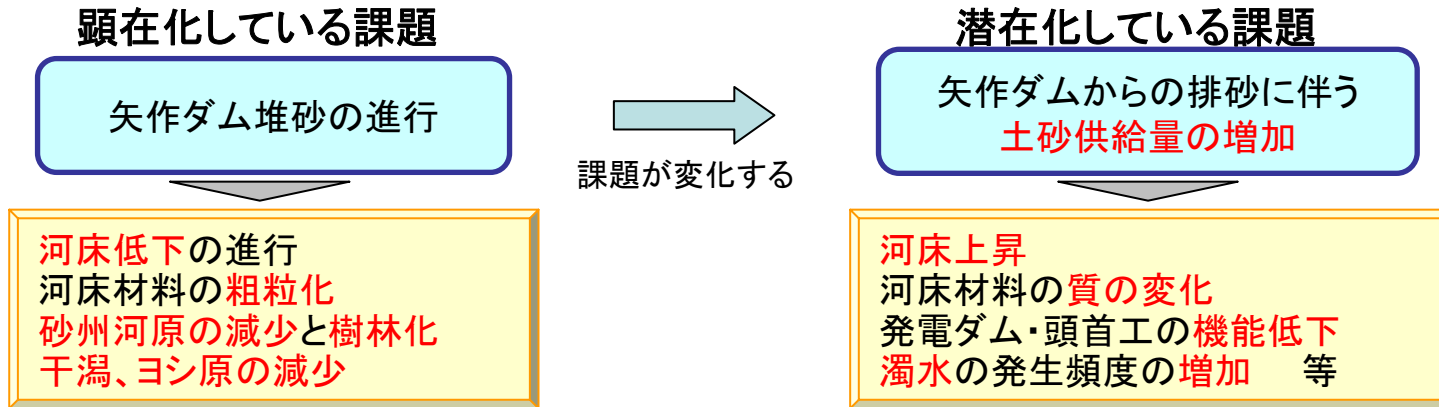 顕在化している課題
矢作ダム堆砂の進行
河床低下の進行
河床材料の粗粒化
砂州河原の減少と樹林化
干潟、ヨシ原の減少
課題が変化する
潜在化している課題
矢作ダムからの排砂に伴う
土砂供給量の増加
河床上昇
河床材料の質の変化
発電ダム・頭首工の機能低下
濁水の発生頻度の増加　等